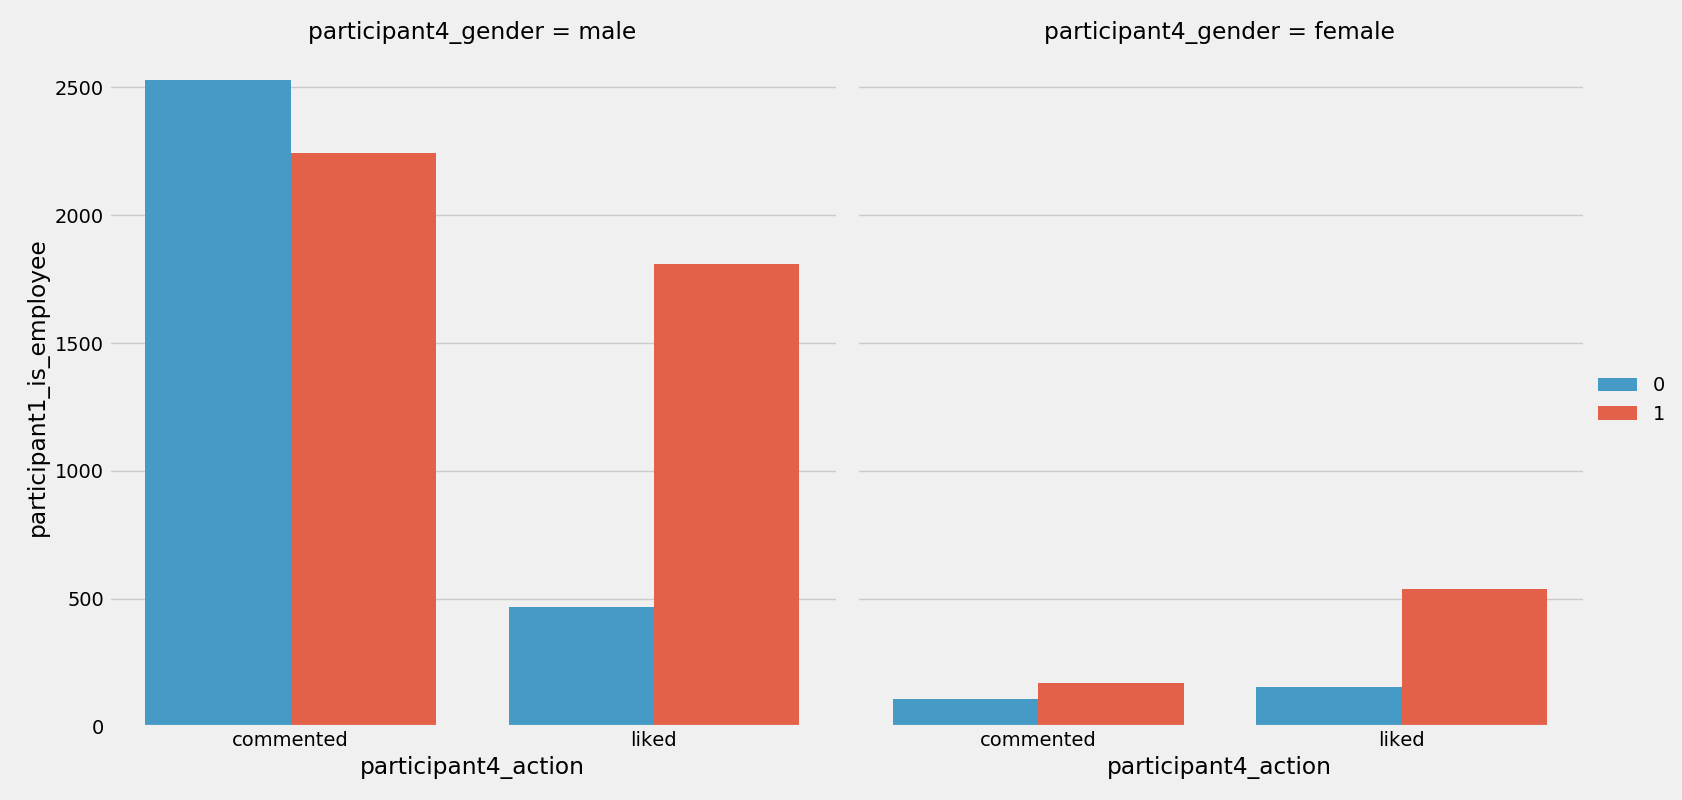 participant4_gender = male
participant4_gender = female
participant1_is_employee
2500
2000
1500
1000
500
0
commented
liked
commented
liked
participant4_action
participant4_action
0
1